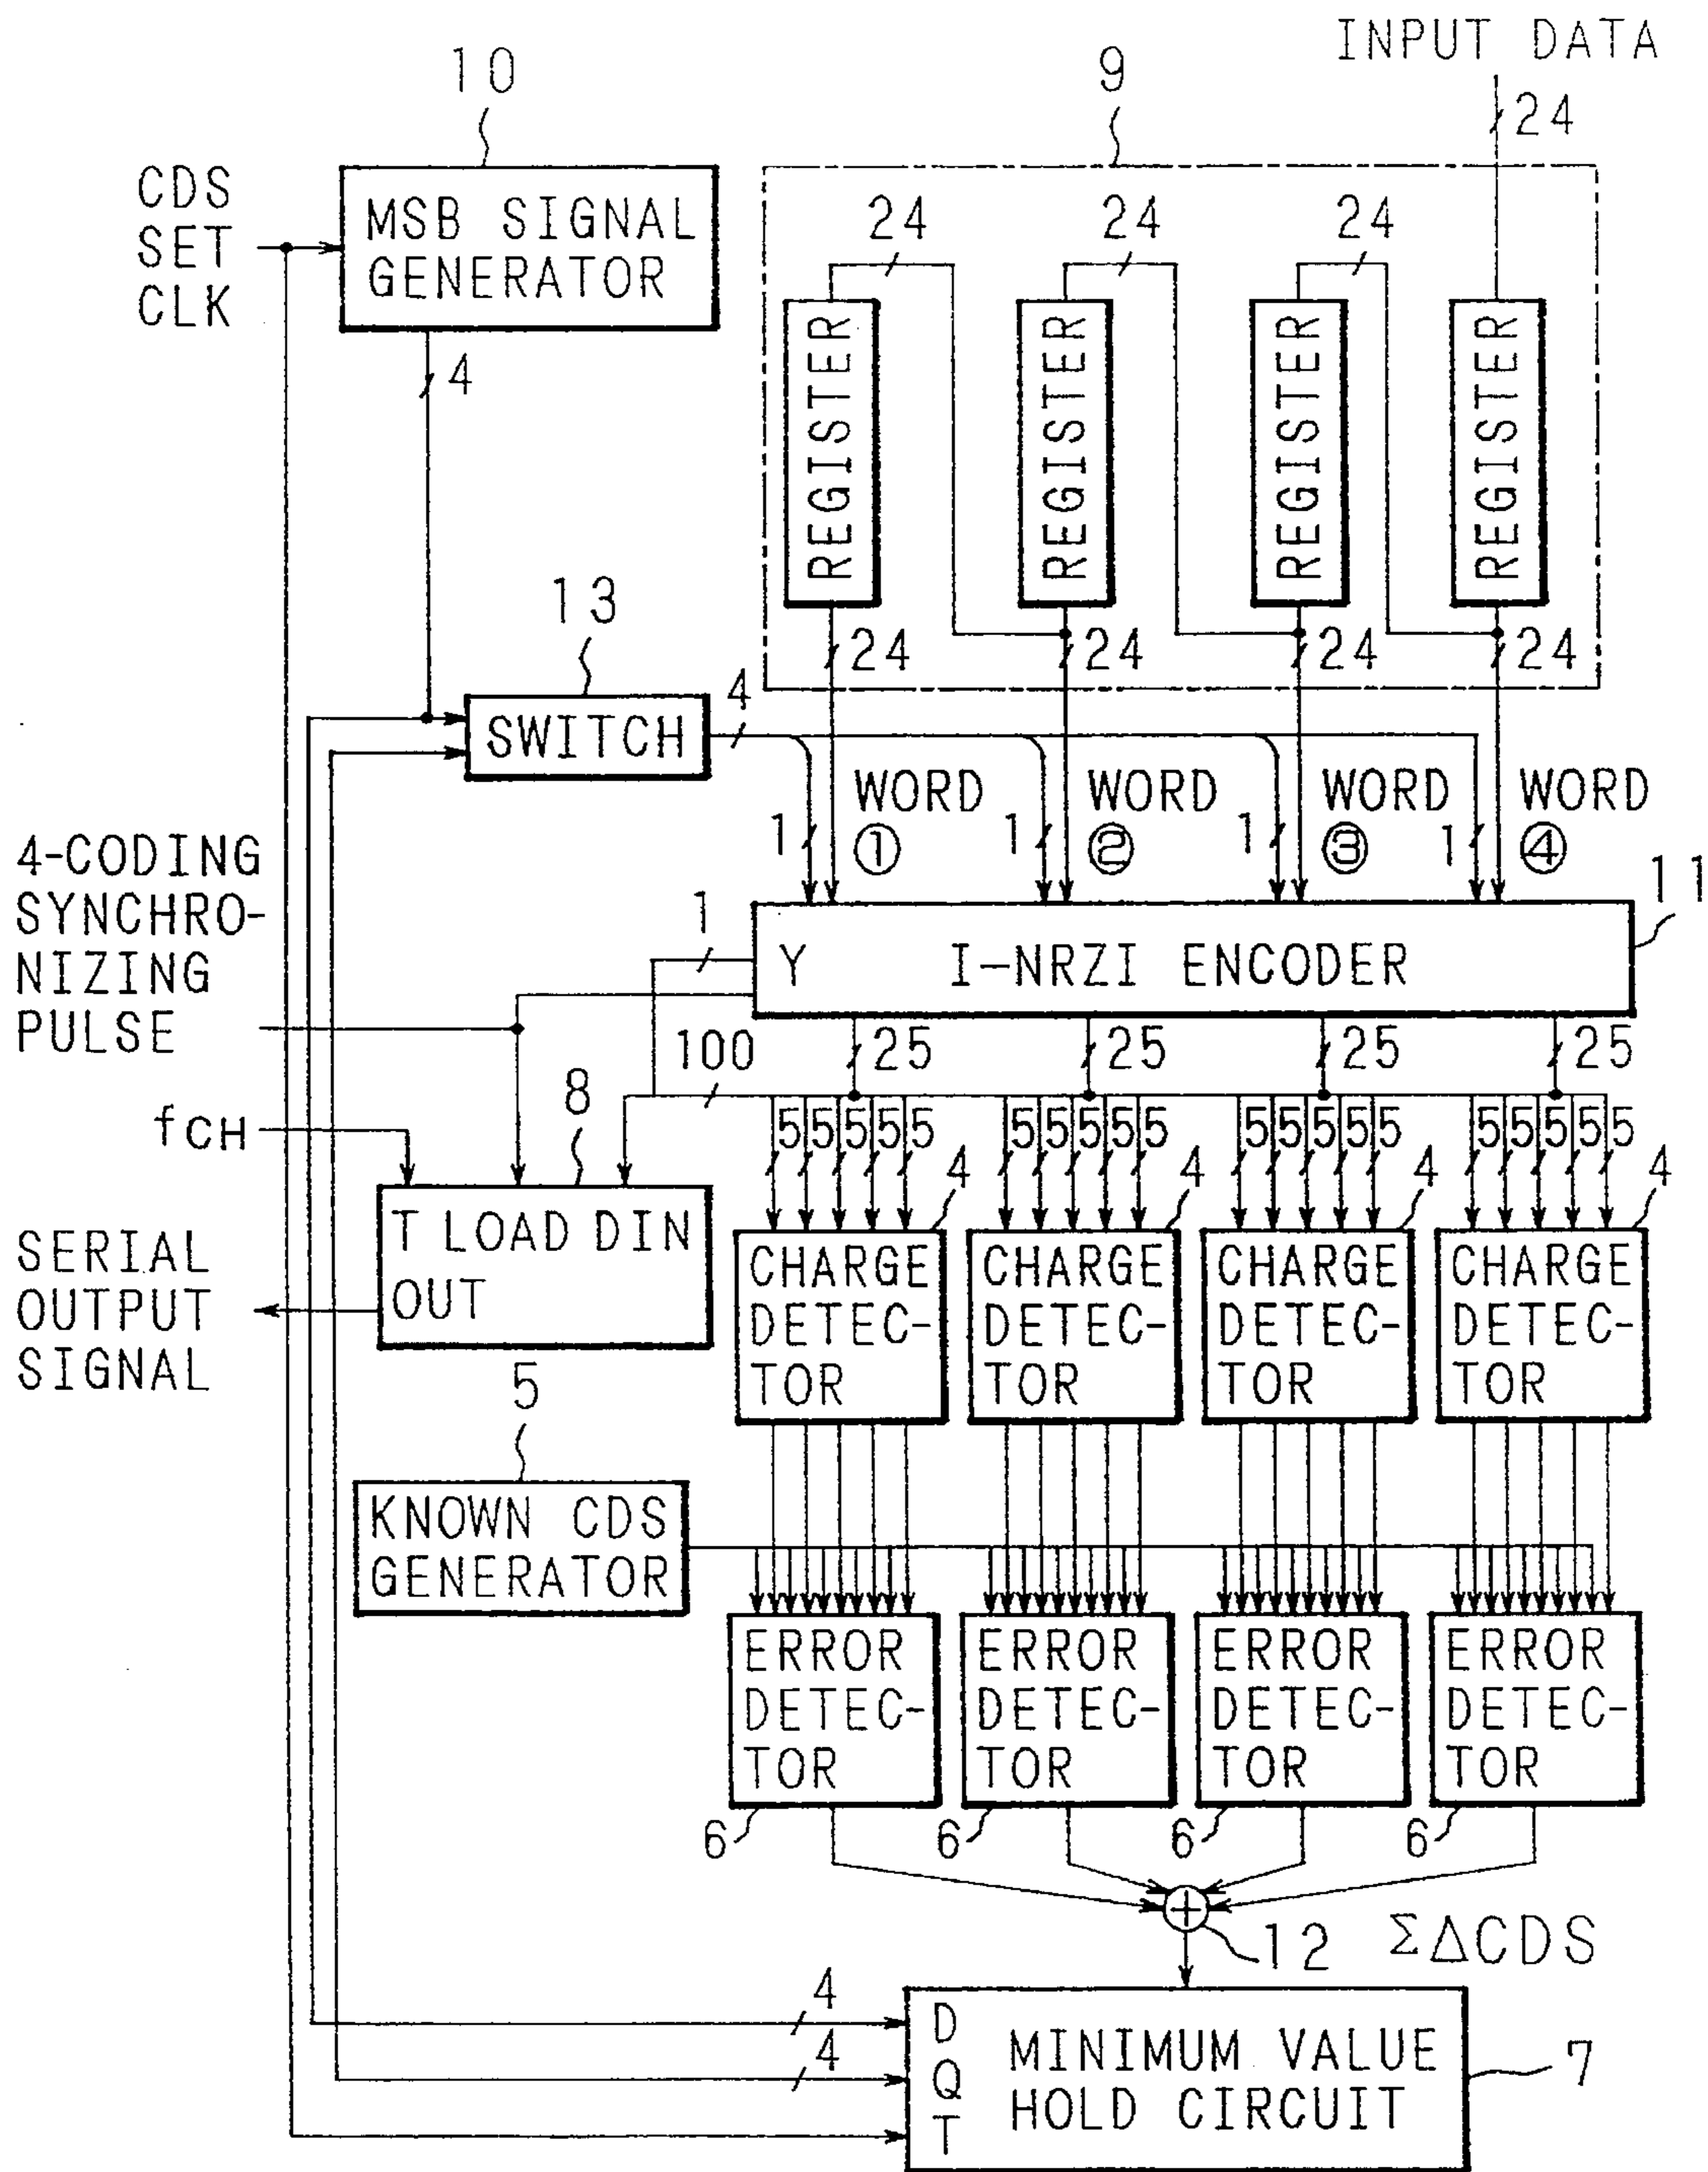 INPUT DATA
10
9
24
CDS
SET
CLK
MSB SIGNAL
GENERATOR
24
24
24
REGISTER
REGISTER
REGISTER
REGISTER
4
13
24
24
24
24
SWITCH
4
WORD
①
WORD
②
WORD
③
WORD
④
1
1
1
1
4-CODING
SYNCHRO-
NIZING
PULSE
1
11
Y I-NRZI ENCODER
100
25
25
25
25
fCH
8
5 5 5 5 5
5 5 5 5 5
5 5 5 5 5
5 5 5 5 5
4
4
4
4
T LOAD DIN
OUT
SERIAL
OUTPUT
SIGNAL
CHARGE
DETEC-
TOR
CHARGE
DETEC-
TOR
CHARGE
DETEC-
TOR
CHARGE
DETEC-
TOR
5
KNOWN CDS
GENERATOR
ERROR
DETEC-
TOR
ERROR
DETEC-
TOR
ERROR
DETEC-
TOR
ERROR
DETEC-
TOR
6
6
6
6
+
12
ΣΔCDS
4
4
D
Q
T
MINIMUM VALUE
HOLD CIRCUIT
7